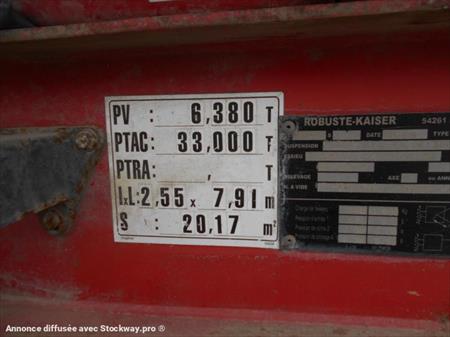 PV : 6,380 T
PTAC : 33,000 T
PTRA : , T
lxL: 2,55 x 7,91 m
S : 20,17 m²
ROBUSTE-KAISER 54261
DATE
SUSPENSION
ESSIEU
AXE
N. A VIDE
Annonce diffusée avec Stockway.pro ®